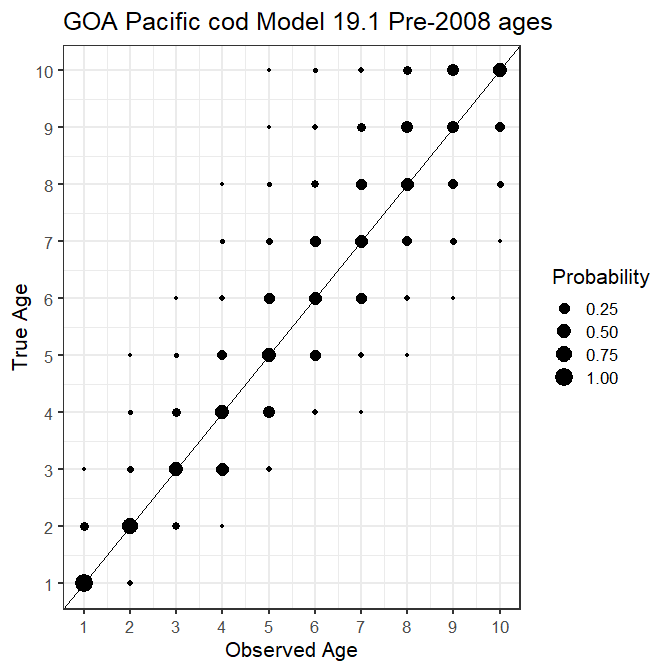 GOA Pacific cod Model 19.1 Pre-2008 ages
True Age
10
9
8
7
6
5
4
3
2
1
1 2 3 4 5 6 7 8 9 10
Observed Age
Probability
0.25
0.50
0.75
1.00